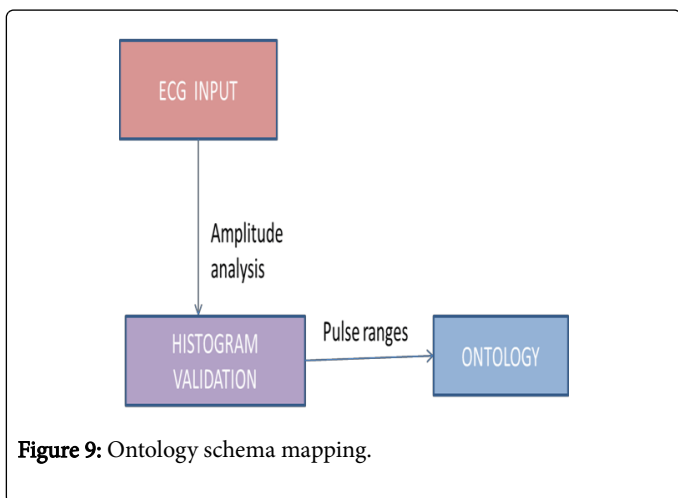 ECG INPUT
Amplitude
analysis
HISTOGRAM
VALIDATION
Pulse ranges
ONTOLOGY
Figure 9: Ontology schema mapping.